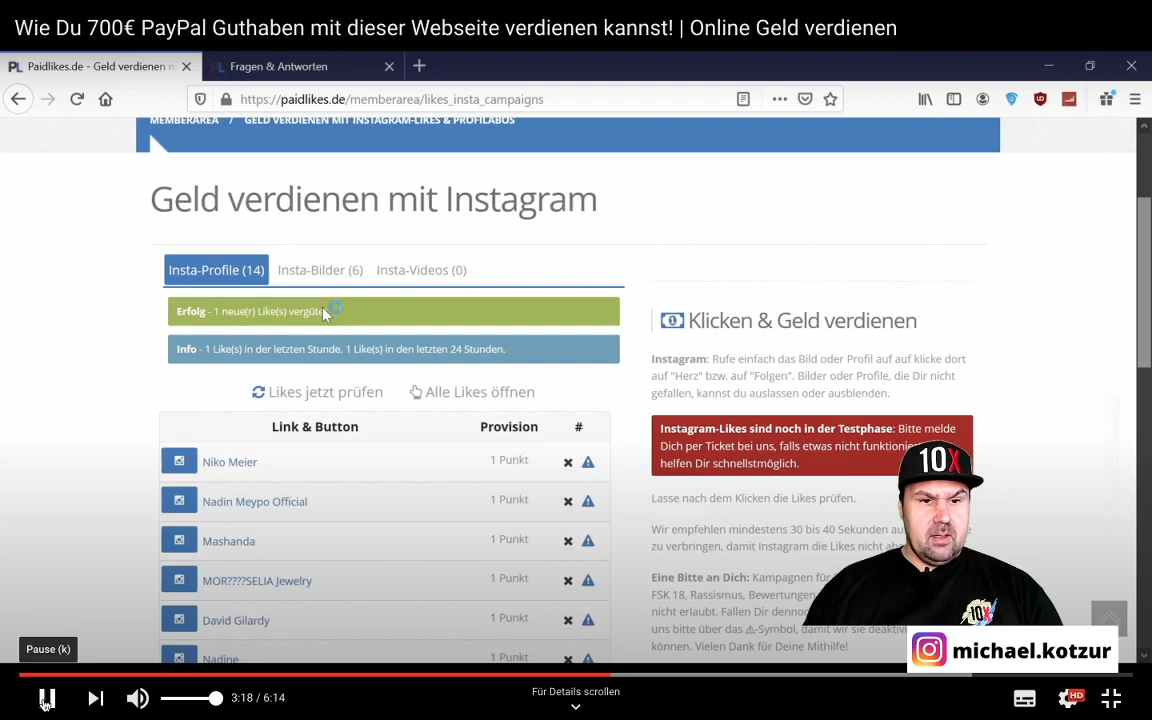 Wie Du 700€ PayPal Guthaben mit dieser Webseite verdienen kannst! | Online Geld verdienen
PL Paidlikes.de - Geld verdienen m
PL Fragen & Antworten
https://paidlikes.de/memberarea/likes_insta_campaigns
MEMBERAREA / GELD VERDIENEN MIT INSTAGRAM-LIKES & PROFILABOS
Geld verdienen mit Instagram
Insta-Profile (14) Insta-Bilder (6) Insta-Videos (0)
Erfolg - 1 neue(r) Like(s) vergüte
Info - 1 Like(s) in der letzten Stunde. 1 Like(s) in den letzten 24 Stunden.
Likes jetzt prüfen Alle Likes öffnen
Link & Button Provision #
Niko Meier 1 Punkt
Nadin Meypo Official 1 Punkt
Mashanda 1 Punkt
MOR????SELIA Jewelry 1 Punkt
David Gilardy 1 Punkt
Nadine 1 Punkt
Klicken & Geld verdienen
Instagram: Rufe einfach das Bild oder Profil auf auf klicke dort
auf "Herz" bzw. auf "Folgen". Bilder oder Profile, die Dir nicht
gefallen, kannst du auslassen oder ausblenden.
Instagram-Likes sind noch in der Testphase: Bitte melde
Dich per Ticket bei uns, falls etwas nicht funktionie
helfen Dir schnellstmöglich.
Lasse nach dem Klicken die Likes prüfen.
Wir empfehlen mindestens 30 bis 40 Sekunden au
zu verbringen, damit Instagram die Likes nicht
Eine Bitte an Dich: Kampagnen für
FSK 18, Rassismus, Bewertungen
nicht erlaubt. Fallen Dir
uns bitte über das ⚠-Symbol, damit wir sie
können. Vielen Dank für Deine Mithilfe!
10X
10X
michael.kotzur
Pause (k)
3:18 / 6:14
Für Details scrollen
HD